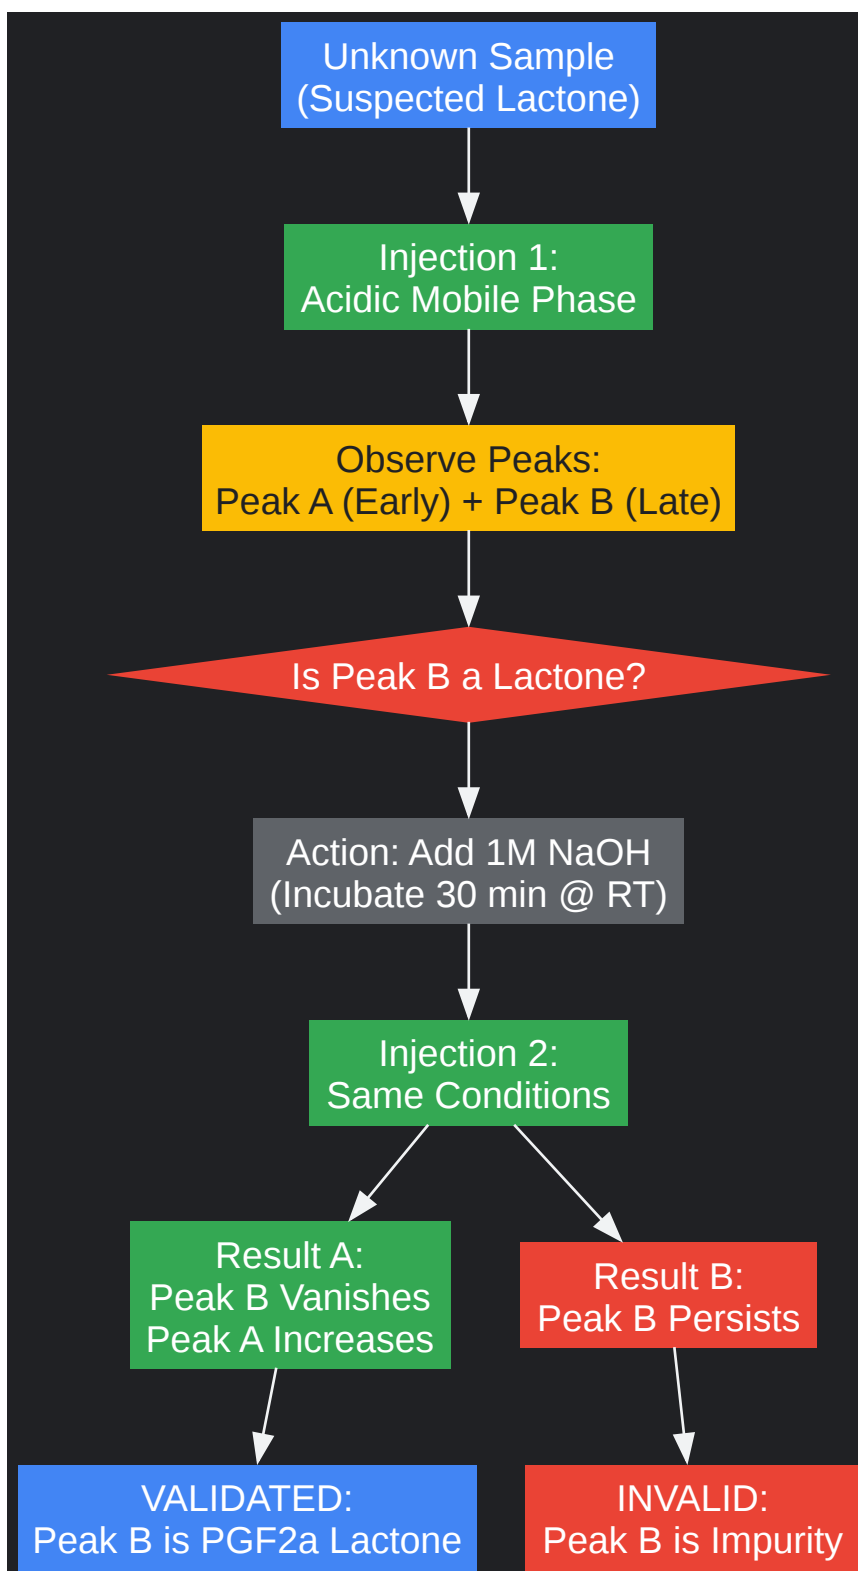 Unknown Sample
(Suspected Lactone)
Injection 1:
Acidic Mobile Phase
Observe Peaks:
Peak A (Early) + Peak B (Late)
Is Peak B a Lactone?
Action: Add 1M NaOH
(Incubate 30 min @ RT)
Injection 2:
Same Conditions
Result A:
Peak B Vanishes
Peak A Increases
Result B:
Peak B Persists
VALIDATED:
Peak B is PGF2a Lactone
INVALID:
Peak B is Impurity